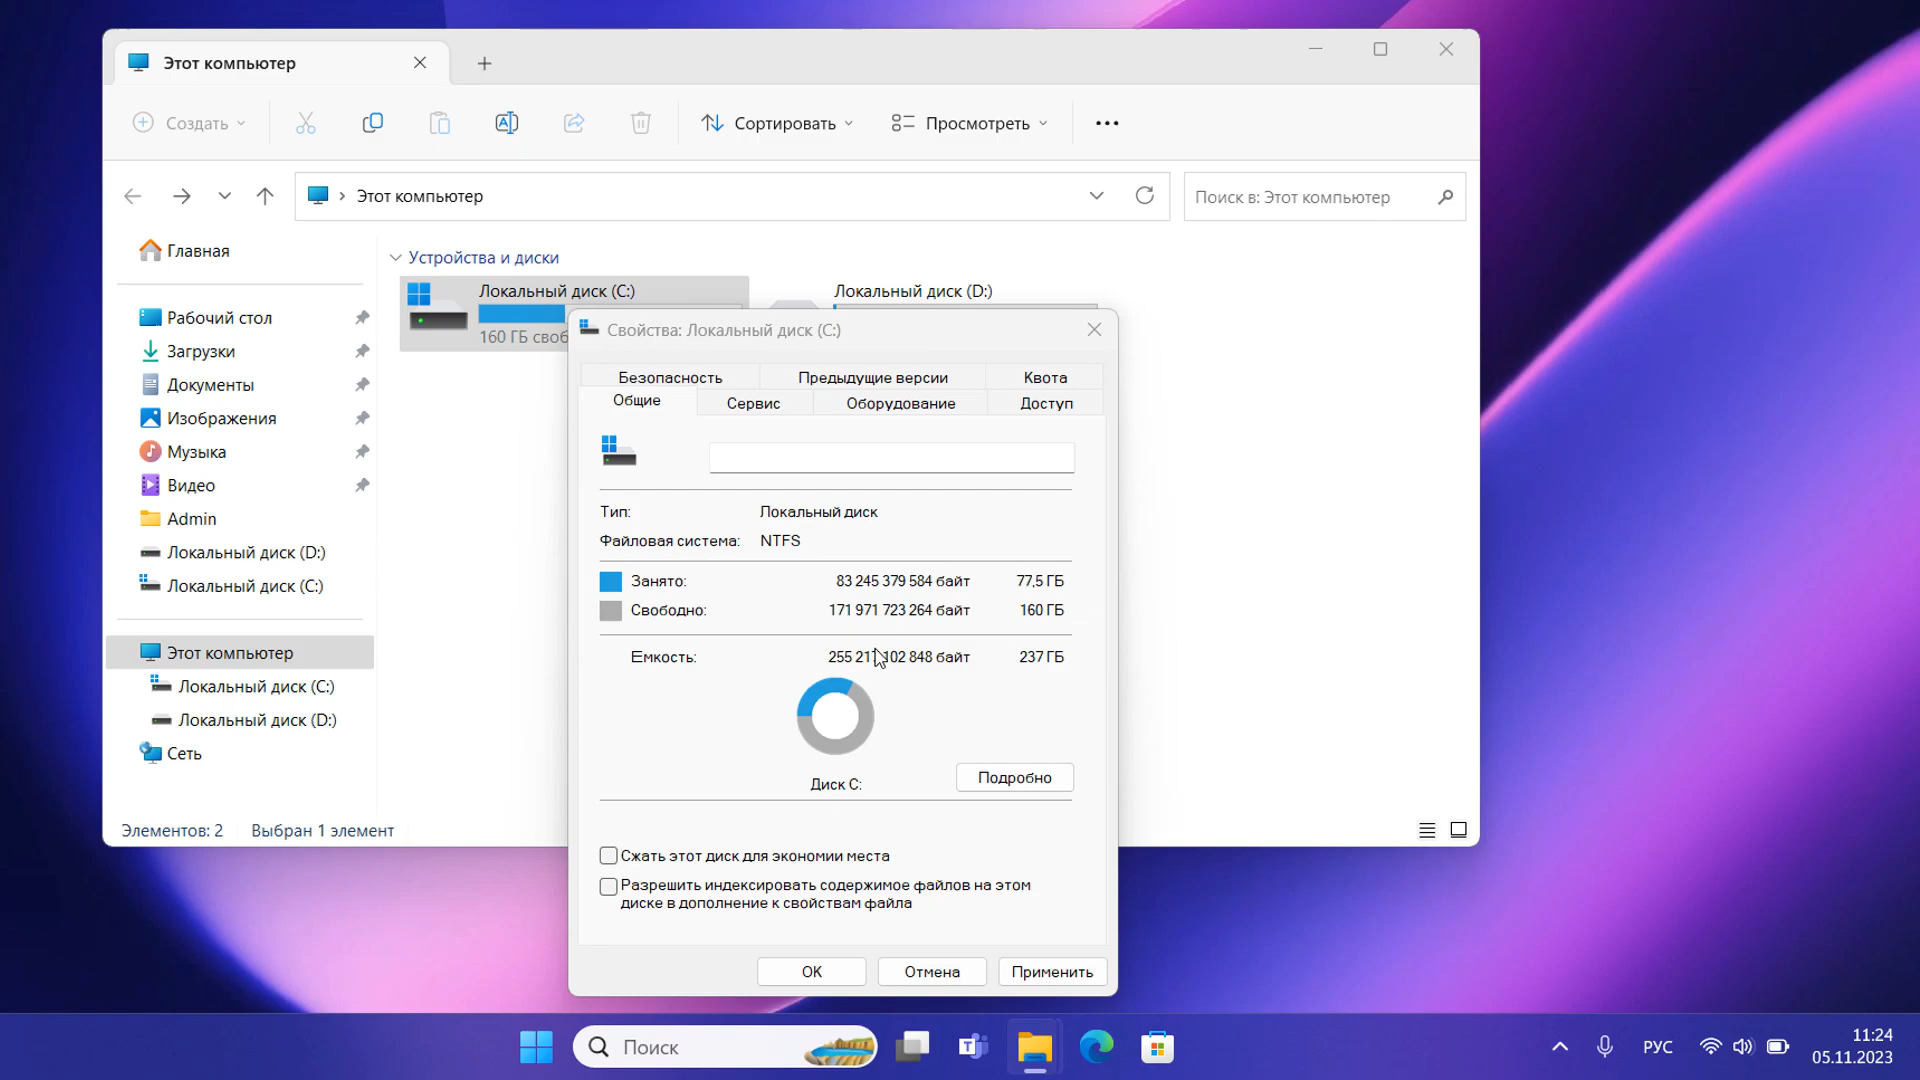 Этот компьютер
Создать
Сортировать
Просмотреть
Этот компьютер
Поиск в: Этот компьютер
Главная
Рабочий стол
Загрузки
Документы
Изображения
Музыка
Видео
Admin
Локальный диск (D:)
Локальный диск (C:)
Этот компьютер
Локальный диск (C:)
Локальный диск (D:)
Сеть
Устройства и диски
Локальный диск (C:)
160 ГБ
Локальный диск (D:)
Свойства: Локальный диск (C:)
Безопасность
Предыдущие версии
Квота
Общие
Сервис
Оборудование
Доступ
Тип: Локальный диск
Файловая система: NTFS
Занято: 83 245 379 584 байт 77,5 ГБ
Свободно: 171 971 723 264 байт 160 ГБ
Емкость: 255 217 102 848 байт 237 ГБ
Диск C:
Подробно
Сжать этот диск для экономии места
Разрешить индексировать содержимое файлов на этом
диске в дополнение к свойствам файла
OK
Отмена
Применить
Элементов: 2
Выбран 1 элемент
Поиск
РУС
11:24
05.11.2023